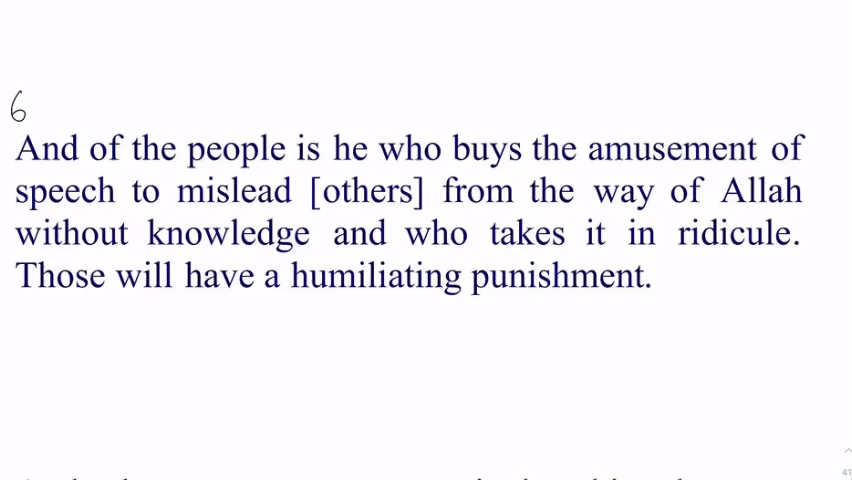 6
And of the people is he who buys the amusement of
speech to mislead [others] from the way of Allah
without knowledge and who takes it in ridicule.
Those will have a humiliating punishment.
41